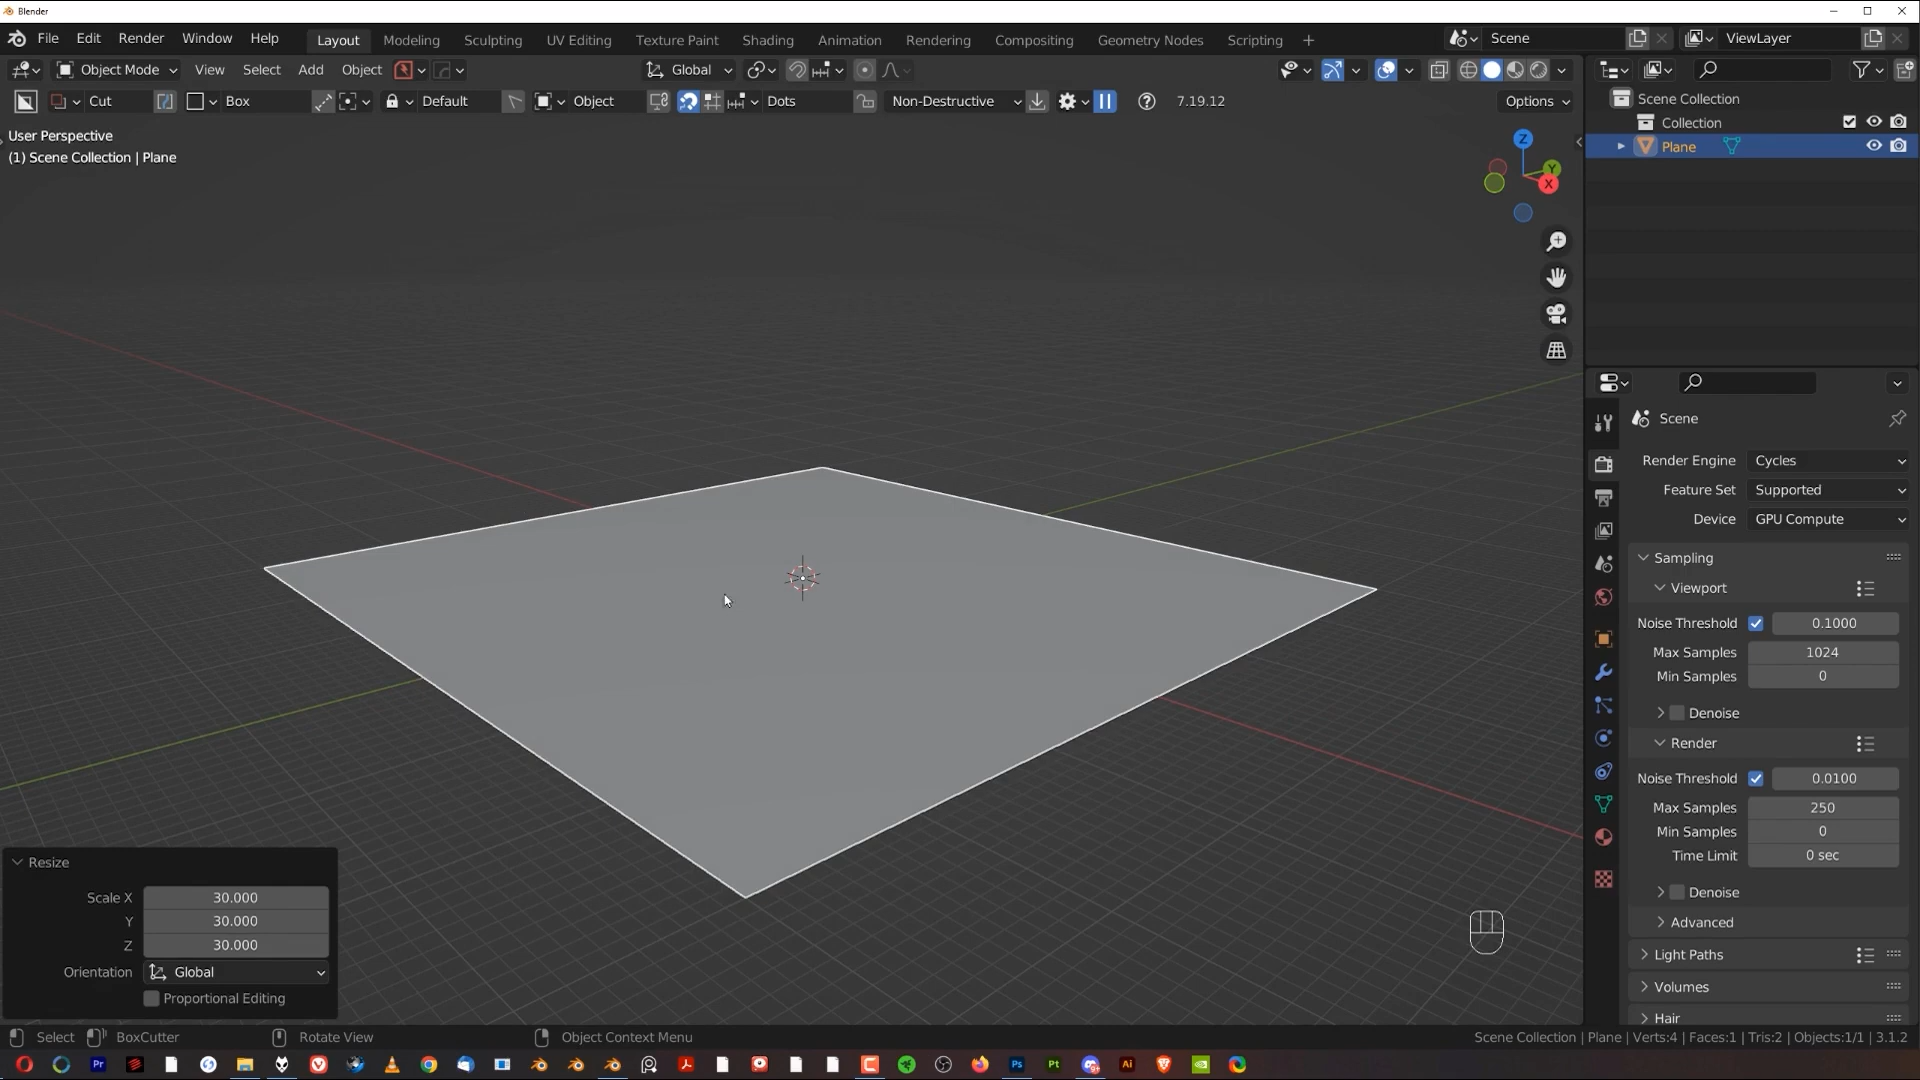 Blender
File Edit Render Window Help Layout Modeling Sculpting UV Editing Texture Paint Shading Animation Rendering Compositing Geometry Nodes Scripting + Scene ViewLayer
Object Mode View Select Add Object Global
Cut Box Default Object Dots Non-Destructive 7.19.12 Options
User Perspective
(1) Scene Collection | Plane
Z
Y
X
Scene Collection
Collection
Plane
Scene
Render Engine Cycles
Feature Set Supported
Device GPU Compute
Sampling
Viewport
Noise Threshold 0.1000
Max Samples 1024
Min Samples 0
Denoise
Render
Noise Threshold 0.0100
Max Samples 250
Min Samples 0
Time Limit 0 sec
Denoise
Advanced
Light Paths
Volumes
Hair
Resize
Scale X 30.000
Y 30.000
Z 30.000
Orientation Global
Proportional Editing
Select BoxCutter Rotate View Object Context Menu Scene Collection | Plane | Verts:4 | Faces:1 | Tris:2 | Objects:1/1 | 3.1.2
Pr Ps Pt Ai